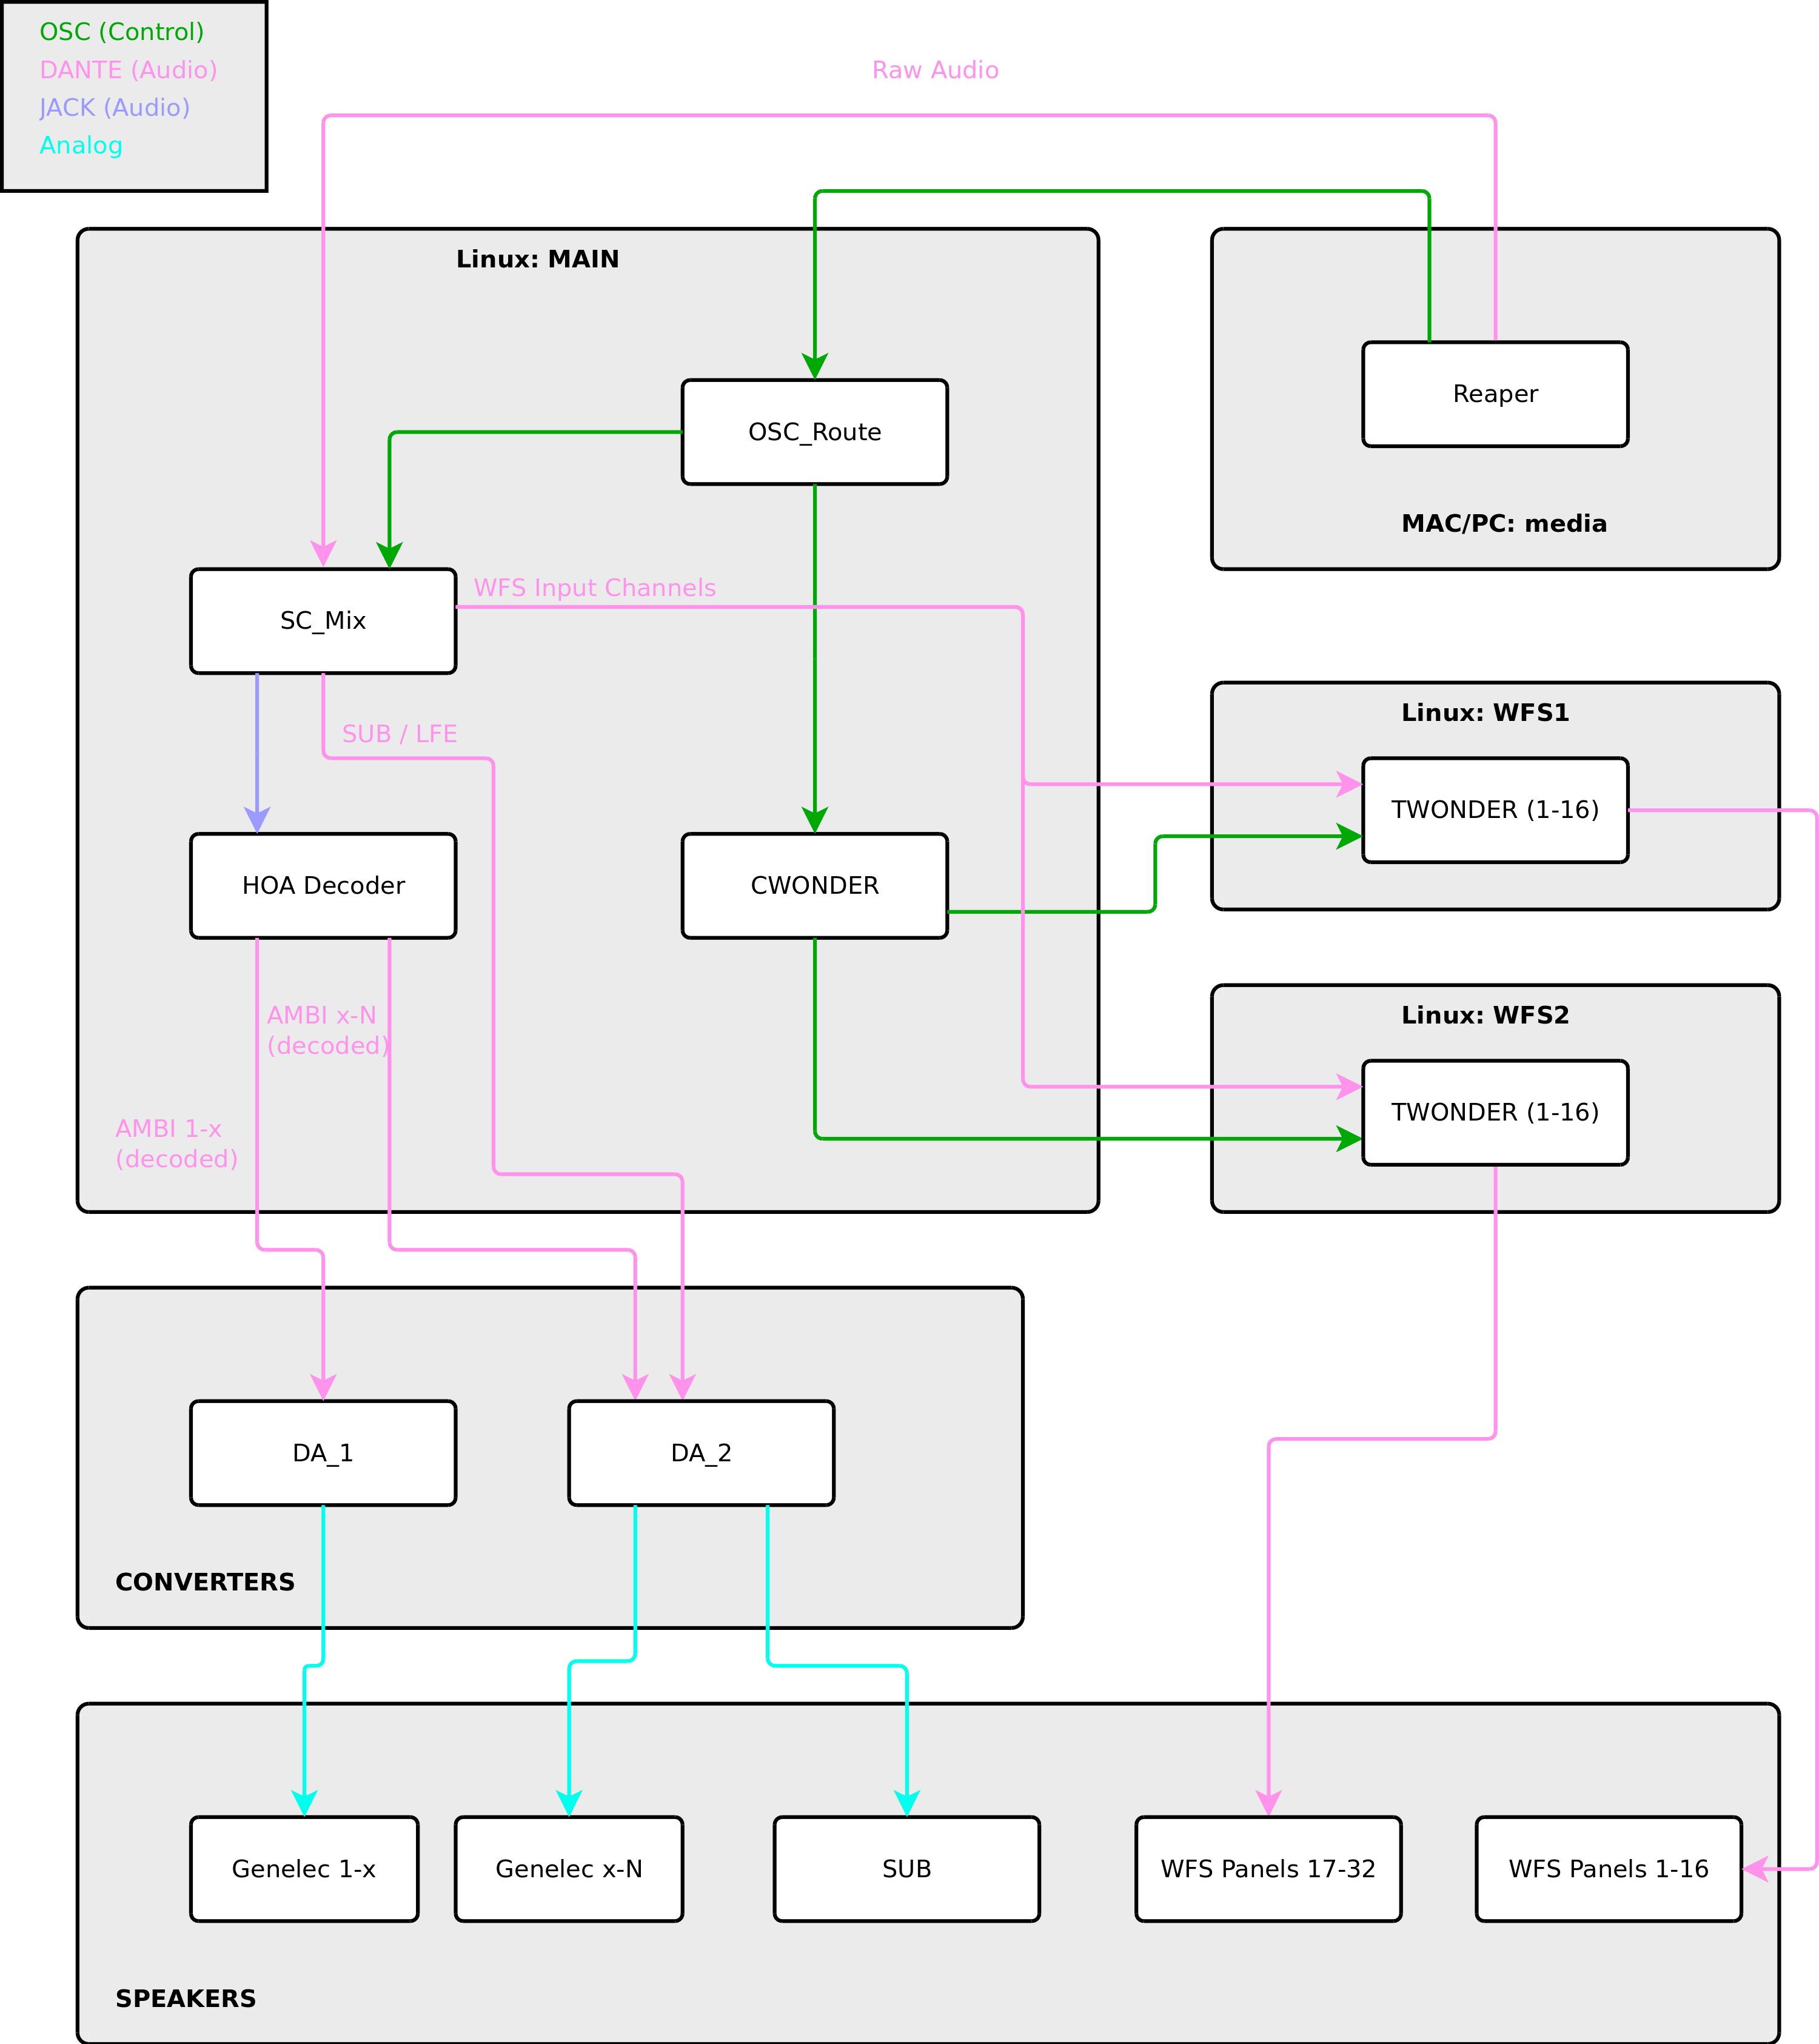 OSC (Control)
DANTE (Audio)
JACK (Audio)
Analog
Raw Audio
Linux: MAIN
OSC_Route
Reaper
MAC/PC: media
SC_Mix
WFS Input Channels
SUB / LFE
Linux: WFS1
TWONDER (1-16)
HOA Decoder
CWONDER
AMBI x-N
(decoded)
Linux: WFS2
TWONDER (1-16)
AMBI 1-x
(decoded)
DA_1
DA_2
CONVERTERS
Genelec 1-x
Genelec x-N
SUB
WFS Panels 17-32
WFS Panels 1-16
SPEAKERS